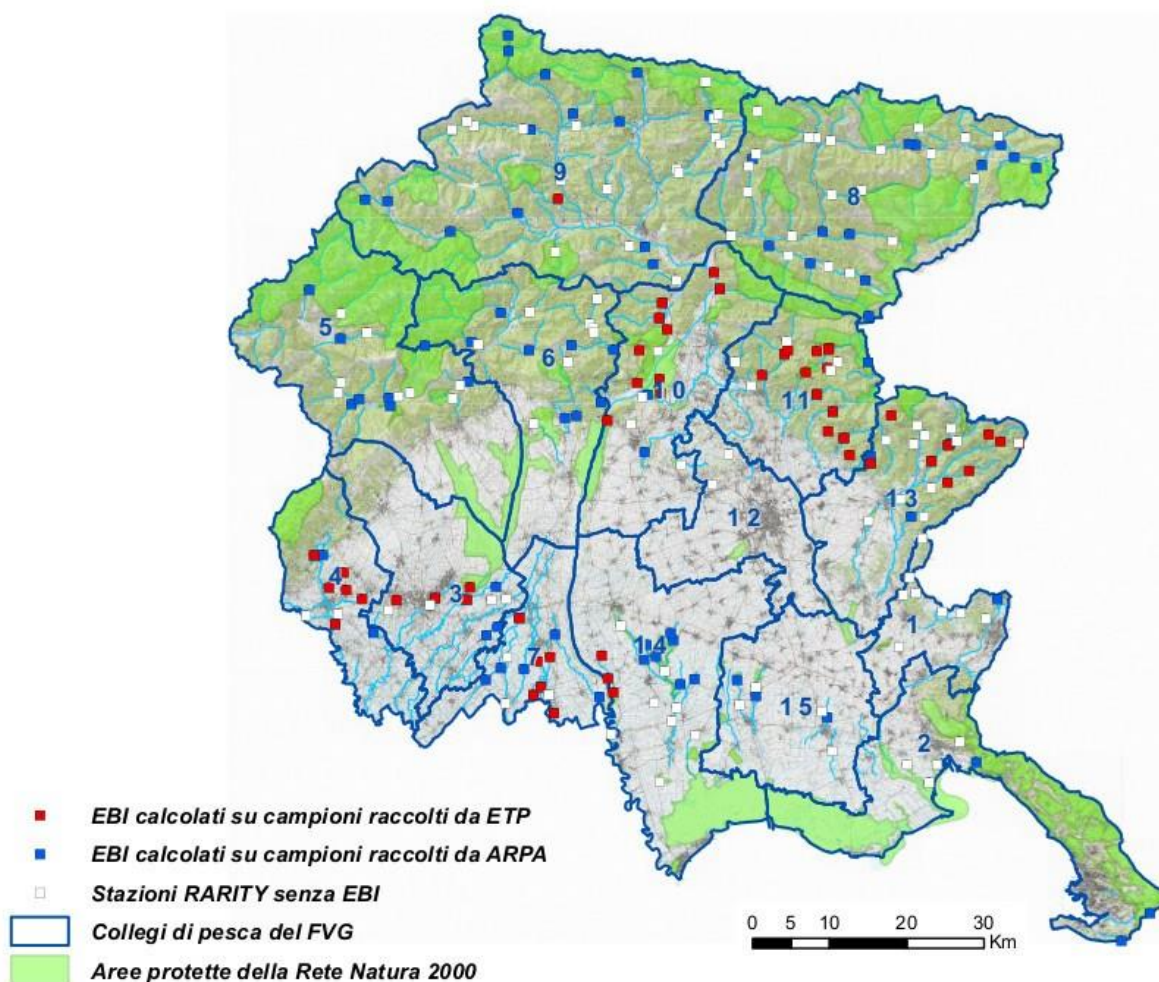 9
8
5
6
10
11
13
12
4
3
1
7
14
15
2
EBI calcolati su campioni raccolti da ETP
EBI calcolati su campioni raccolti da ARPA
Stazioni RARITY senza EBI
Collegi di pesca del FVG
Aree protette della Rete Natura 2000
0 5 10 20 30
Km